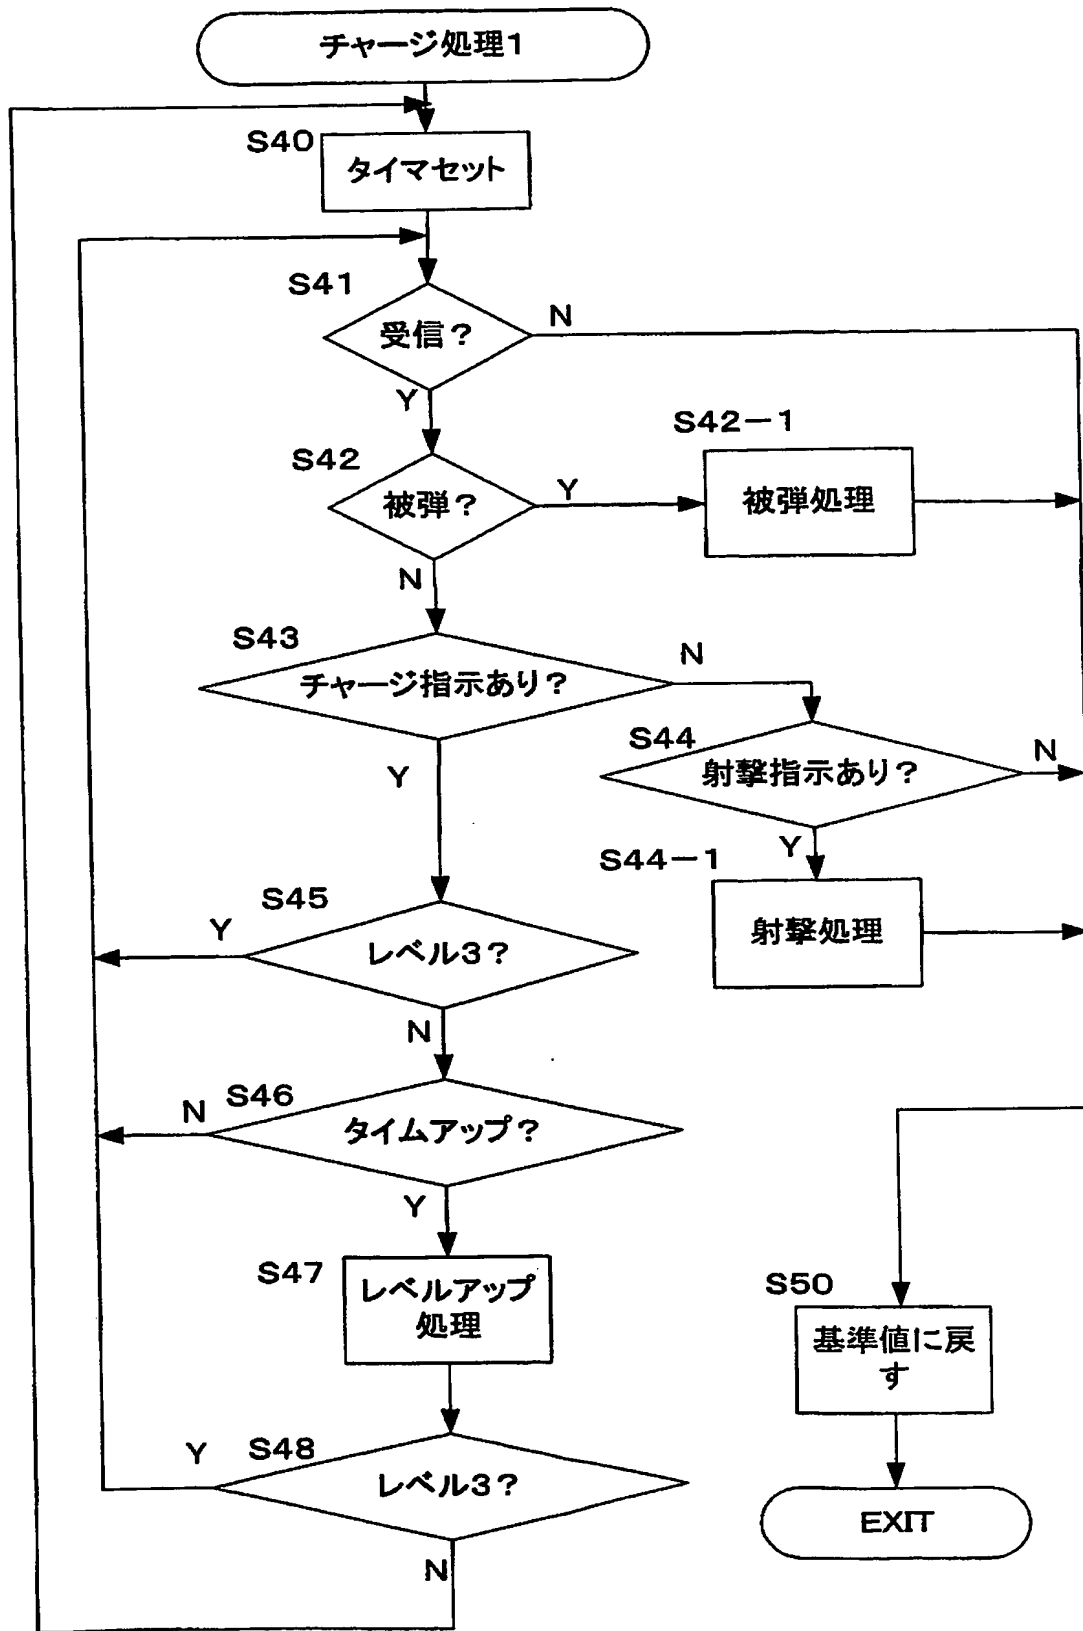 チャージ処理1
S40
タイマセット
S41
受信?
N
Y
S42-1
S42
被弾?
Y
被弾処理
N
S43
チャージ指示あり?
N
S44
射撃指示あり?
N
Y
Y
S44-1
射撃処理
S45
Y
レベル3?
N
S46
N
タイムアップ?
Y
S47
レベルアップ
処理
S50
基準値に戻
す
Y
S48
レベル3?
N
EXIT